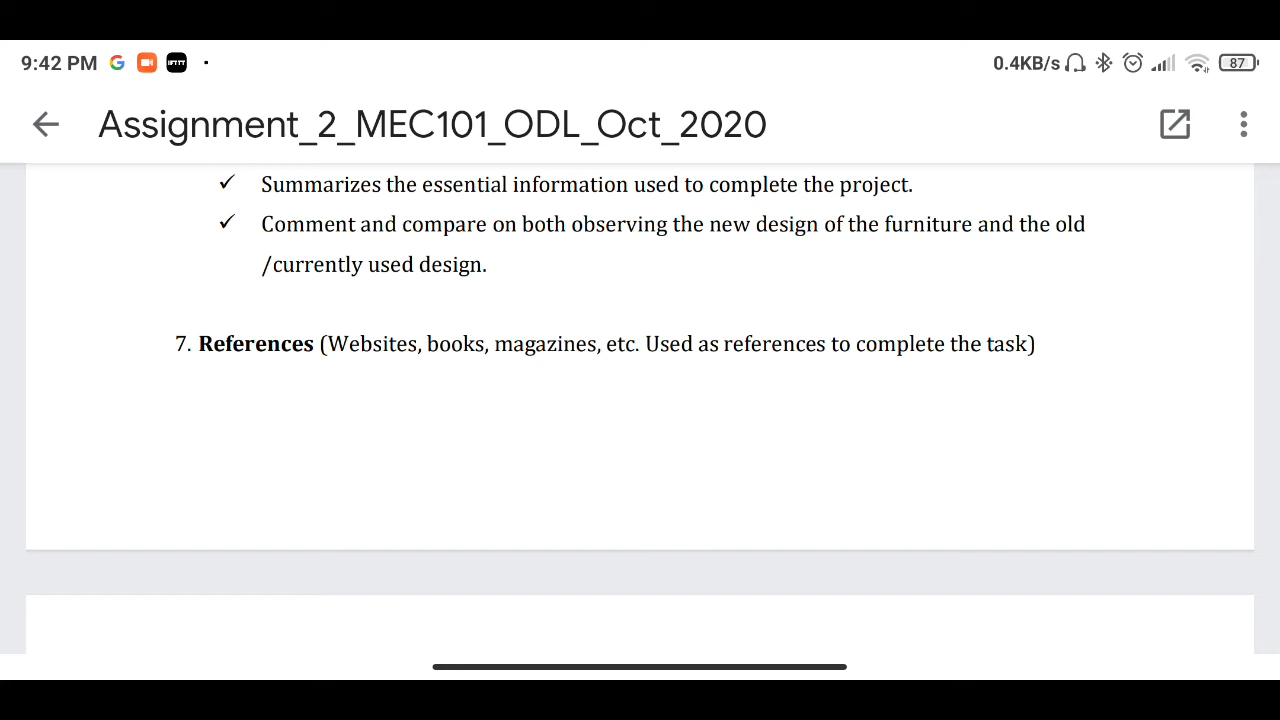 9:42 PM
0.4KB/s
87
Assignment_2_MEC101_ODL_Oct_2020
✓ Summarizes the essential information used to complete the project.
✓ Comment and compare on both observing the new design of the furniture and the old
/currently used design.
7. References (Websites, books, magazines, etc. Used as references to complete the task)